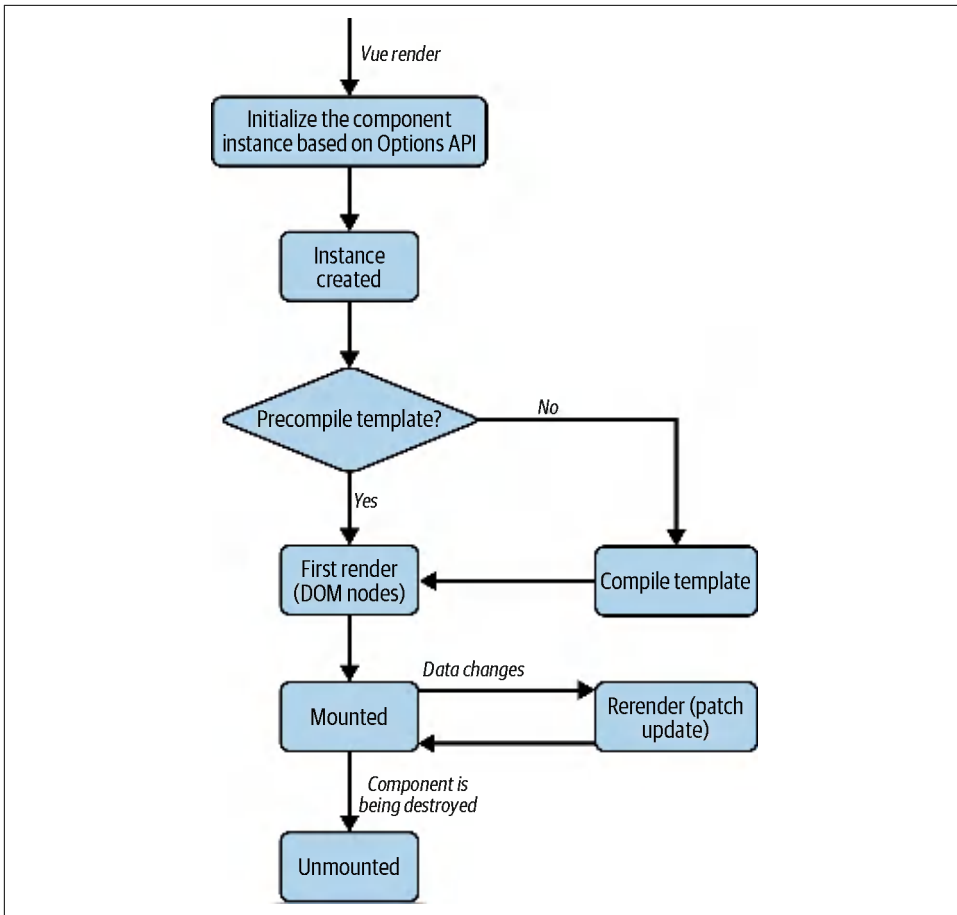 Vue render
Initialize the component
instance based on Options API
Instance
created
Precompile template?
No
Yes
First render
(DOM nodes)
Compile template
Data changes
Mounted
Rerender (patch
update)
Component is
being destroyed
Unmounted